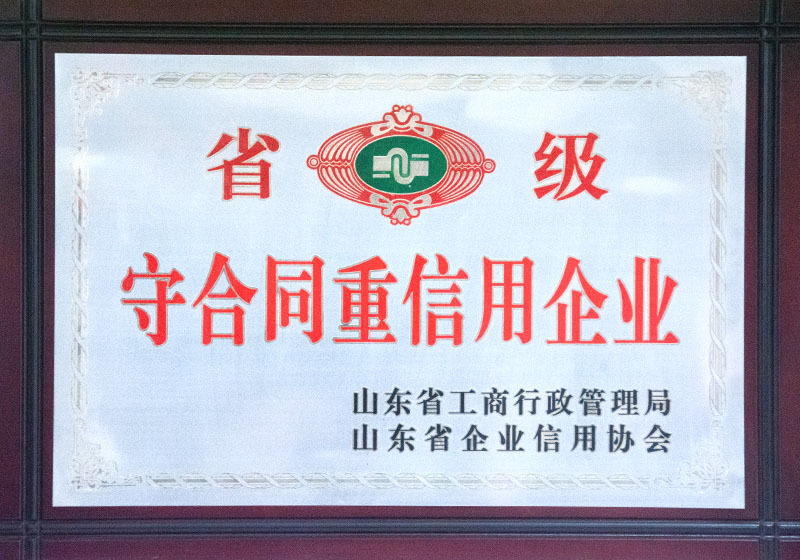 省级
守合同重信用企业
山东省工商行政管理局
山东省企业信用协会